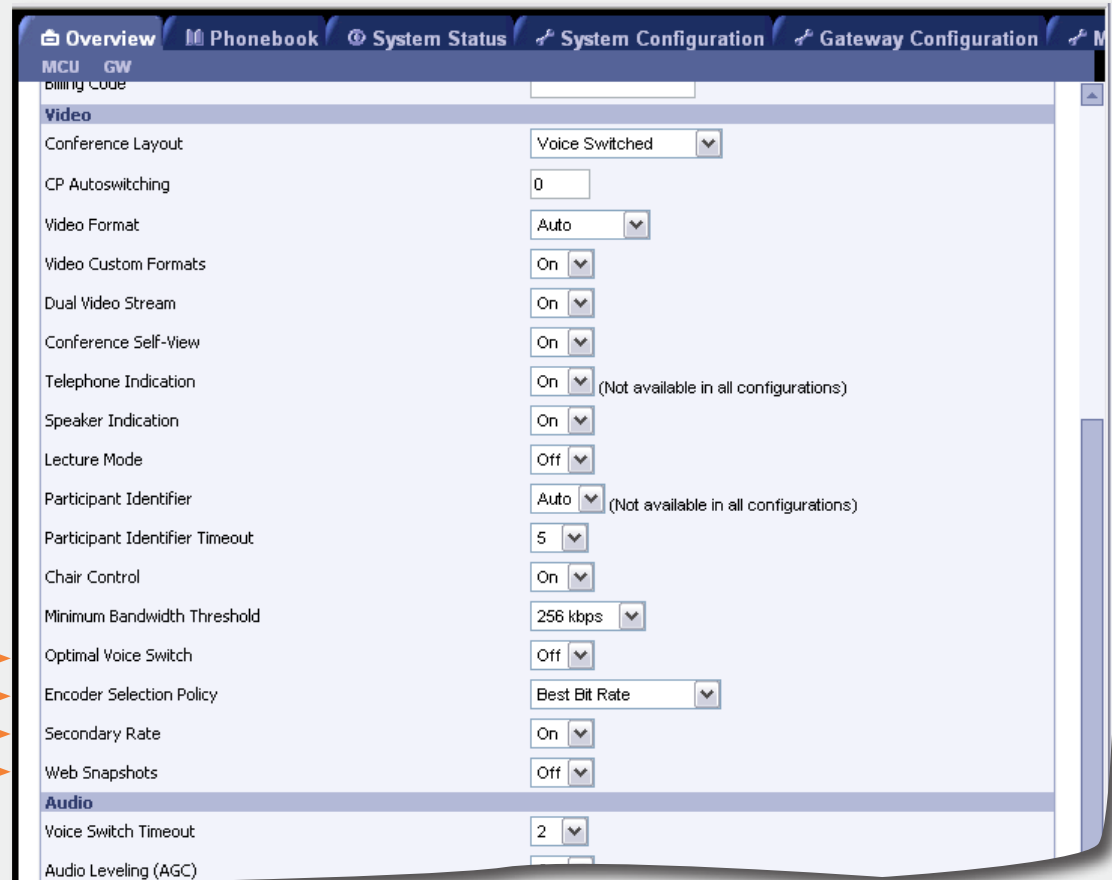 Overview Phonebook System Status System Configuration Gateway Configuration M
MCU GW
Billing Code
Video
Conference Layout Voice Switched
CP Autoswitching 0
Video Format Auto
Video Custom Formats On
Dual Video Stream On
Conference Self-View On
Telephone Indication On (Not available in all configurations)
Speaker Indication On
Lecture Mode Off
Participant Identifier Auto (Not available in all configurations)
Participant Identifier Timeout 5
Chair Control On
Minimum Bandwidth Threshold 256 kbps
Optimal Voice Switch Off
Encoder Selection Policy Best Bit Rate
Secondary Rate On
Web Snapshots Off
Audio
Voice Switch Timeout 2
Audio Leveling (AGC)